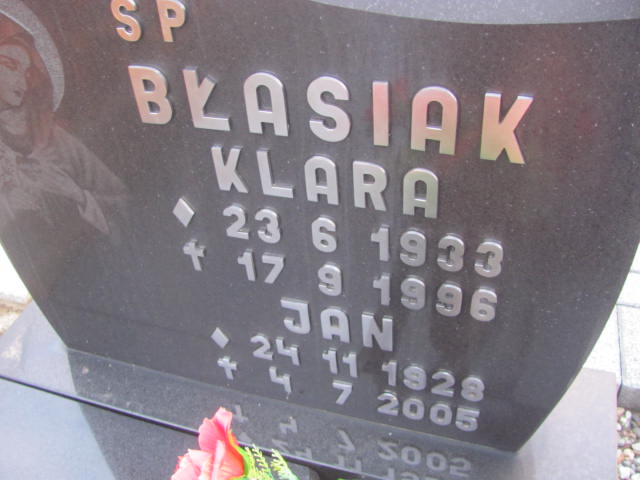 SP
BŁASIAK
KLARA
23 6 1933
✝ 17 9 1996
JAN
24 11 1928
✝ 4 7 2005